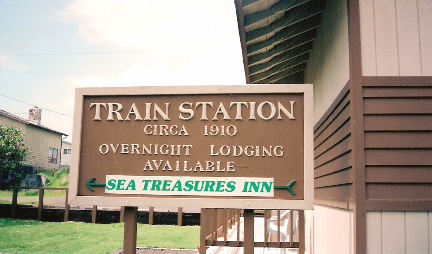 TRAIN STATION
CIRCA 1910
OVERNIGHT LODGING
AVAILABLE
SEA TREASURES INN